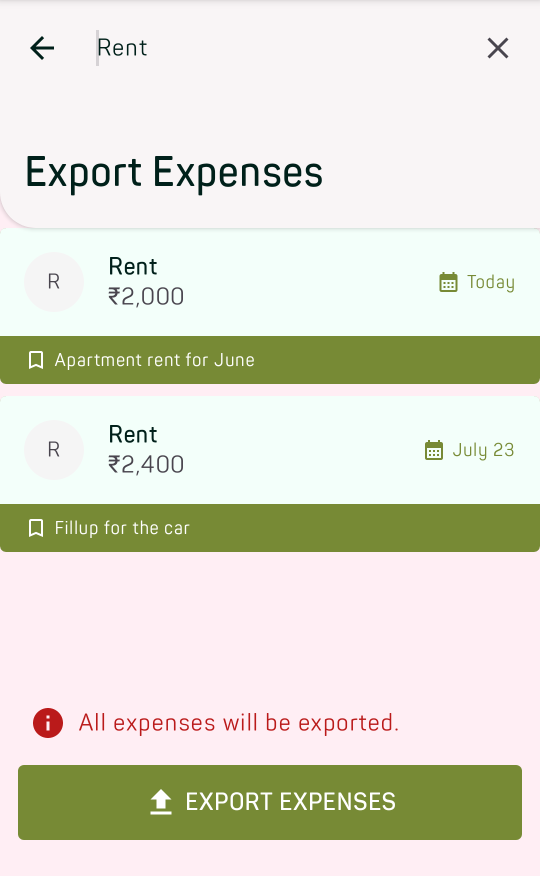 Rent
Export Expenses
R
Rent
₹2,000
Today
Apartment rent for June
R
Rent
₹2,400
July 23
Fillup for the car
All expenses will be exported.
EXPORT EXPENSES